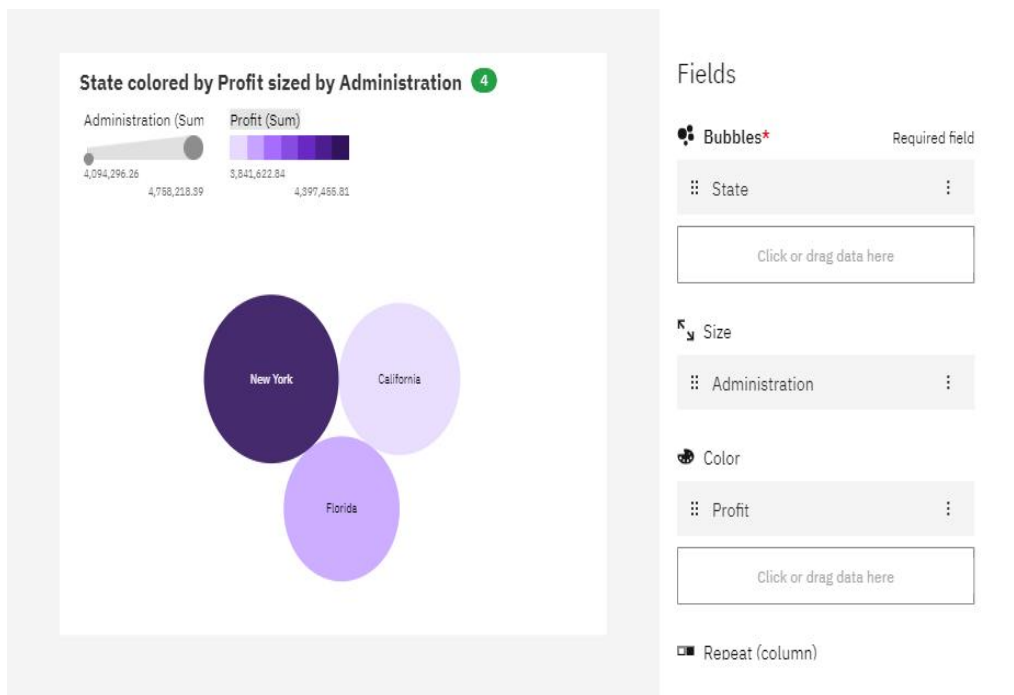 State colored by Profit sized by Administration 4
Administration (Sum
Profit (Sum)
4,094,296.26
4,758,218.39
3,841,622.84
4,397,455.81
New York
California
Florida
Fields
Bubbles*
Required field
State
Click or drag data here
Size
Administration
Color
Profit
Click or drag data here
Repeat (column)